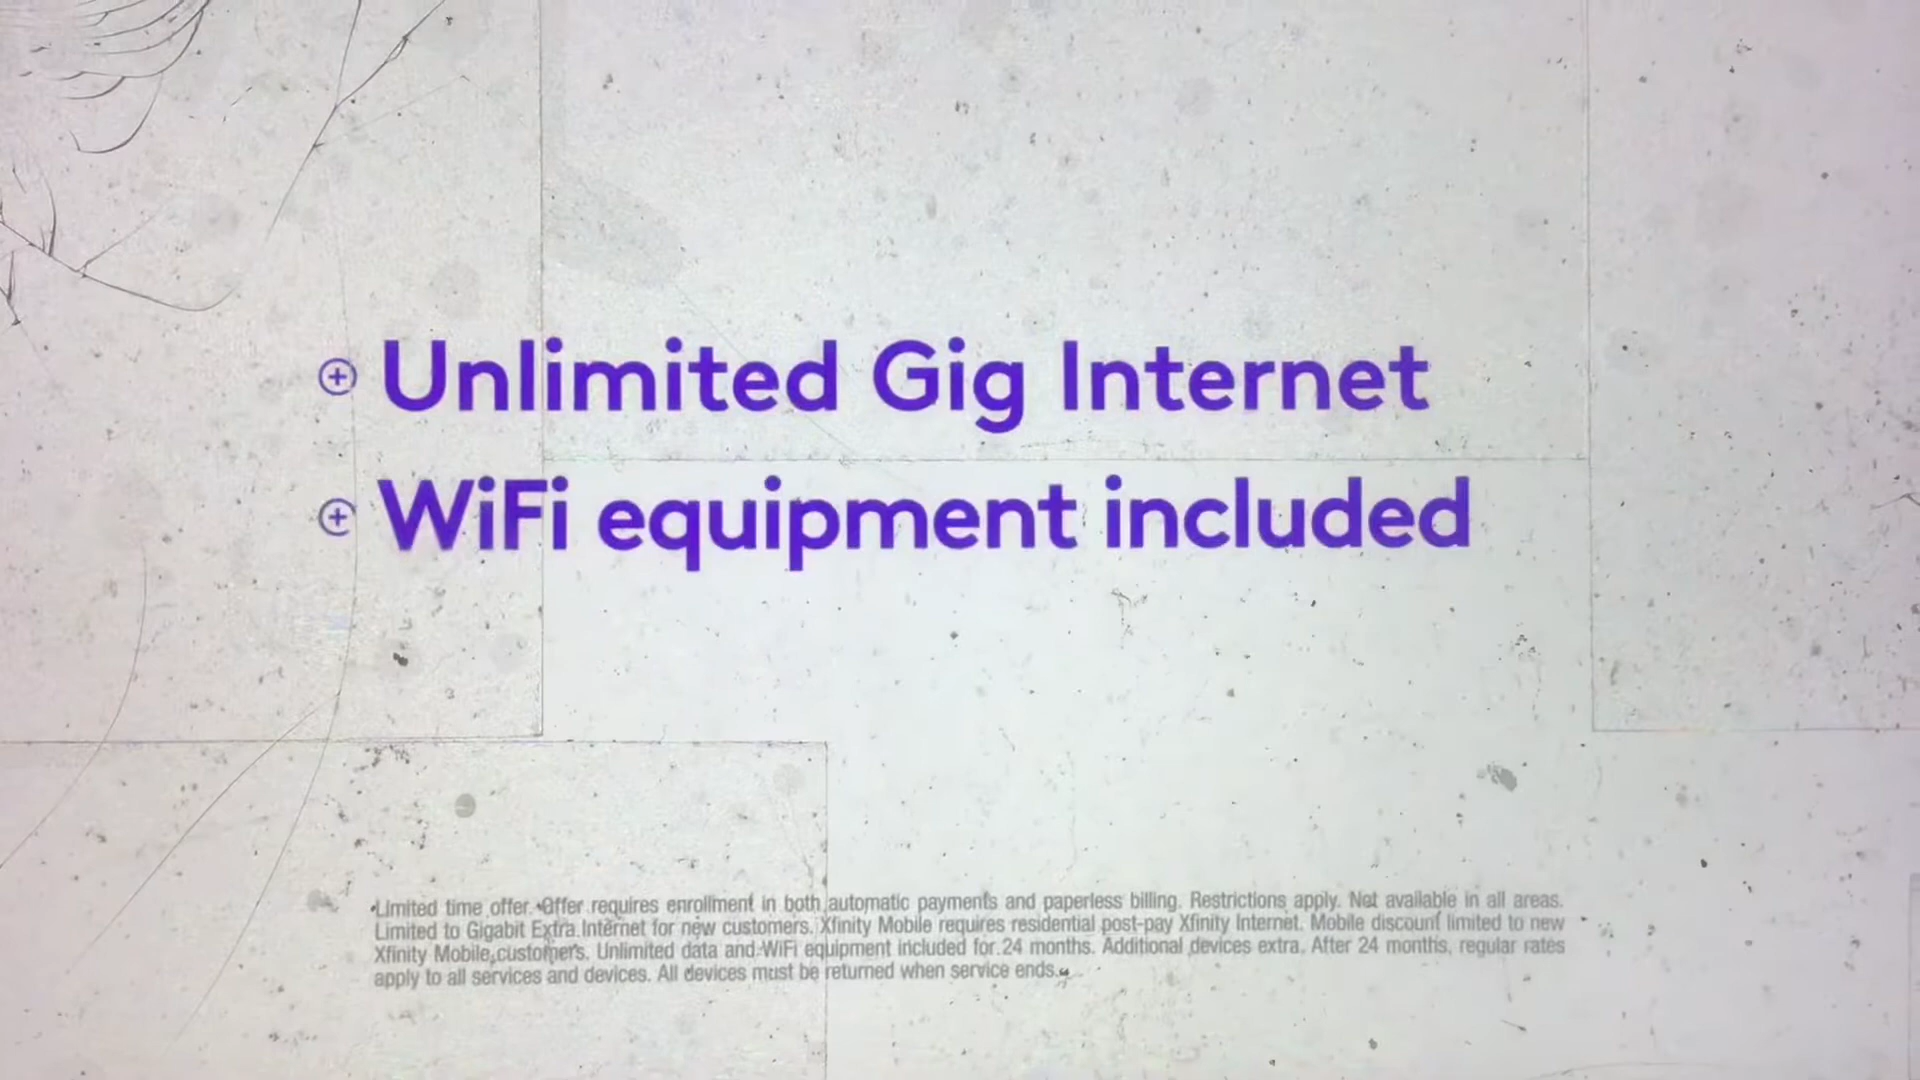 Unlimited Gig Internet
WiFi equipment included
Limited time offer. Offer requires enrollment in both automatic payments and paperless billing. Restrictions apply. Not available in all areas.
Limited to Gigabit Extra Internet for new customers. Xfinity Mobile requires residential post-pay Xfinity Internet. Mobile discount limited to new
Xfinity Mobile customers. Unlimited data and WiFi equipment included for 24 months. Additional devices extra. After 24 months, regular rates
apply to all services and devices. All devices must be returned when service ends.